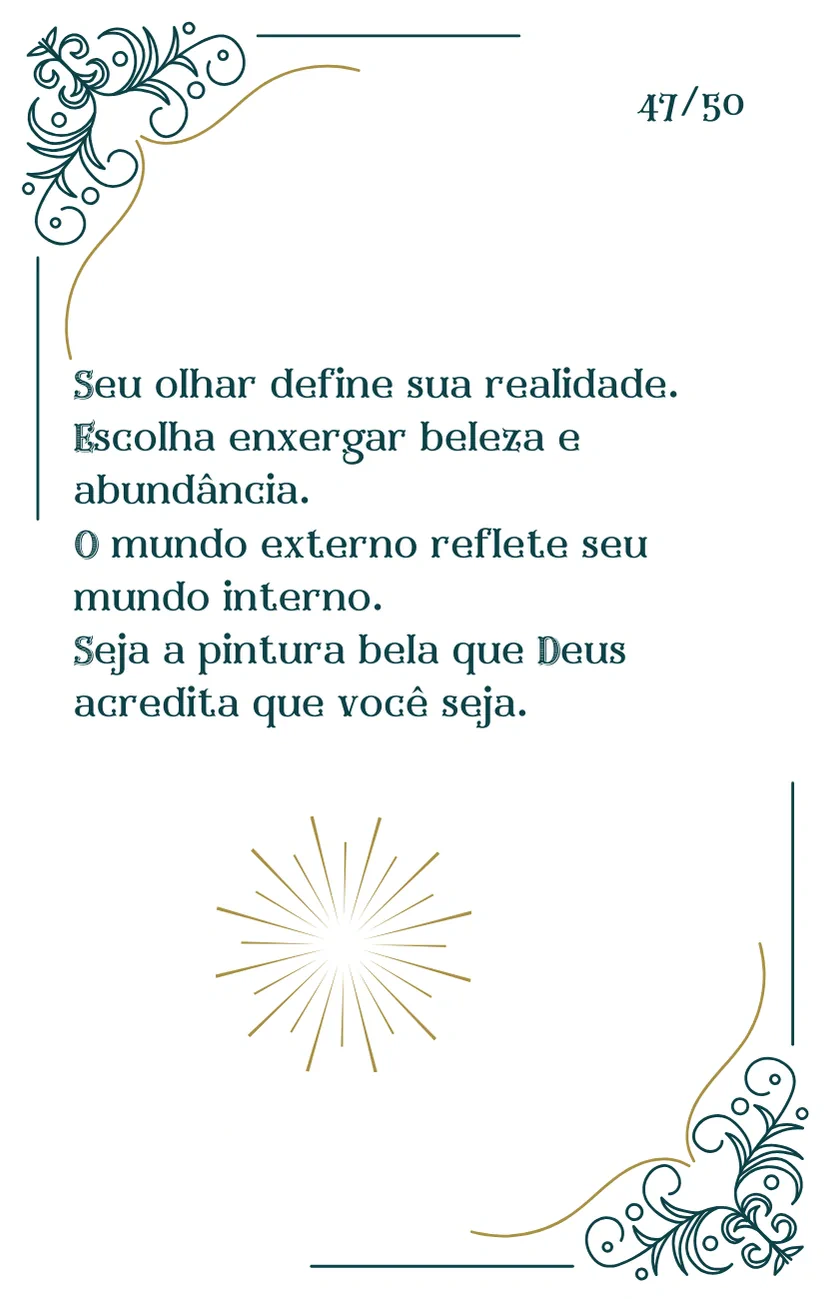 47/50
Seu olhar define sua realidade.
Escolha enxergar beleza e
abundância.
O mundo externo reflete seu
mundo interno.
Seja a pintura bela que Deus
acredita que você seja.